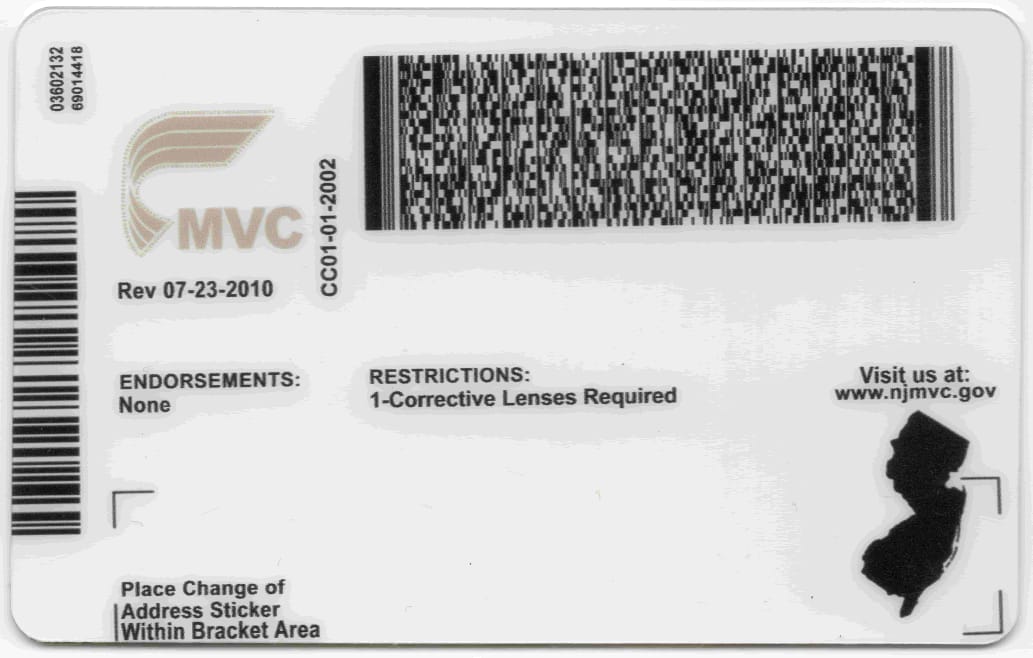 03602132
69014418
MVC
CC01-01-2002
Rev 07-23-2010
ENDORSEMENTS:
None
RESTRICTIONS:
1-Corrective Lenses Required
Visit us at:
www.njmvc.gov
Place Change of
Address Sticker
Within Bracket Area